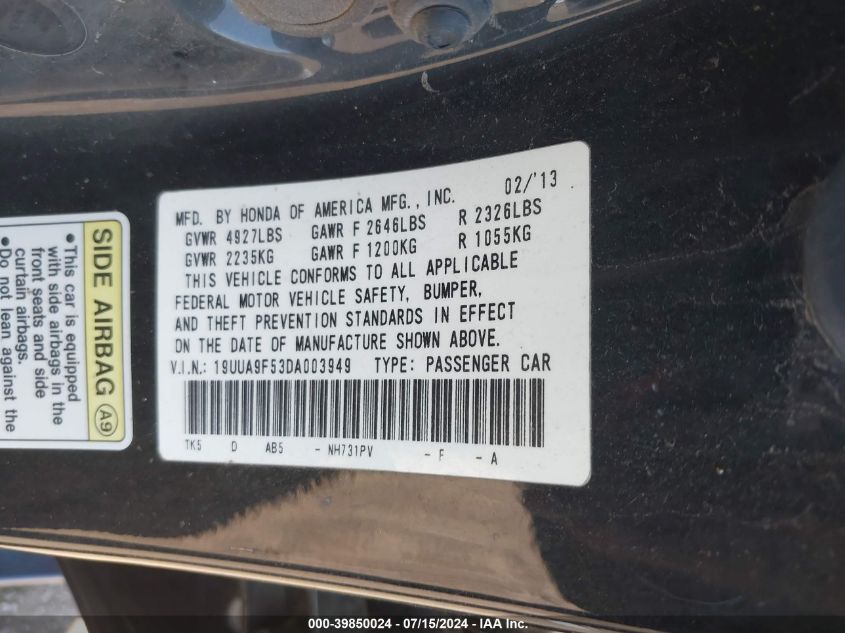 MFD. BY HONDA OF AMERICA MFG., INC. 02/'13
GVWR 4927LBS GAWR F 2646LBS R 2326LBS
GVWR 2235KG GAWR F 1200KG R 1055KG
THIS VEHICLE CONFORMS TO ALL APPLICABLE
FEDERAL MOTOR VEHICLE SAFETY, BUMPER,
AND THEFT PREVENTION STANDARDS IN EFFECT
ON THE DATE OF MANUFACTURE SHOWN ABOVE.
V.I.N.: 19UUA9F53DA003949 TYPE: PASSENGER CAR
TK5 D AB5 - NH731PV - F - A
SIDE AIRBAG A9
•This car is equipped
with side airbags in the
front seats and side
curtain airbags.
•Do not lean against the
000-39850024 - 07/15/2024 - IAA Inc.